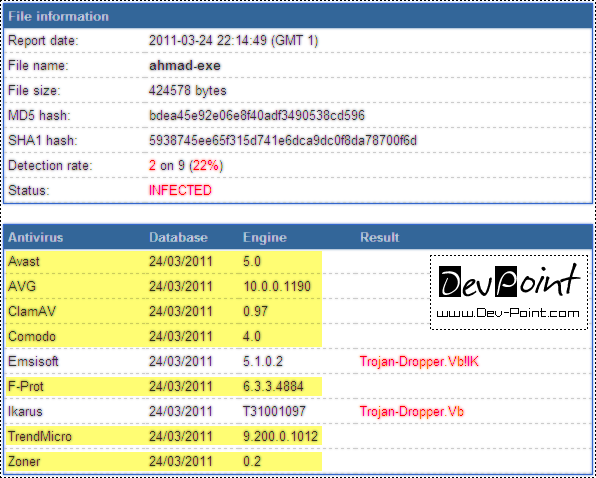 File information
Report date: 2011-03-24 22:14:49 (GMT 1)
File name: ahmad-exe
File size: 424578 bytes
MD5 hash: bdea45e92e06e8f40adf3490538cd596
SHA1 hash: 5938745ee65f315d741e6dca9dc0f8da78700f6d
Detection rate: 2 on 9 (22%)
Status: INFECTED
Antivirus Database Engine Result
Avast 24/03/2011 5.0
AVG 24/03/2011 10.0.0.1190
ClamAV 24/03/2011 0.97
Comodo 24/03/2011 4.0
Emsisoft 24/03/2011 5.1.0.2 Trojan-Dropper.Vb!IK
F-Prot 24/03/2011 6.3.3.4884
Ikarus 24/03/2011 T31001097 Trojan-Dropper.Vb
TrendMicro 24/03/2011 9.200.0.1012
Zoner 24/03/2011 0.2
DevPoint
www.Dev-Point.com